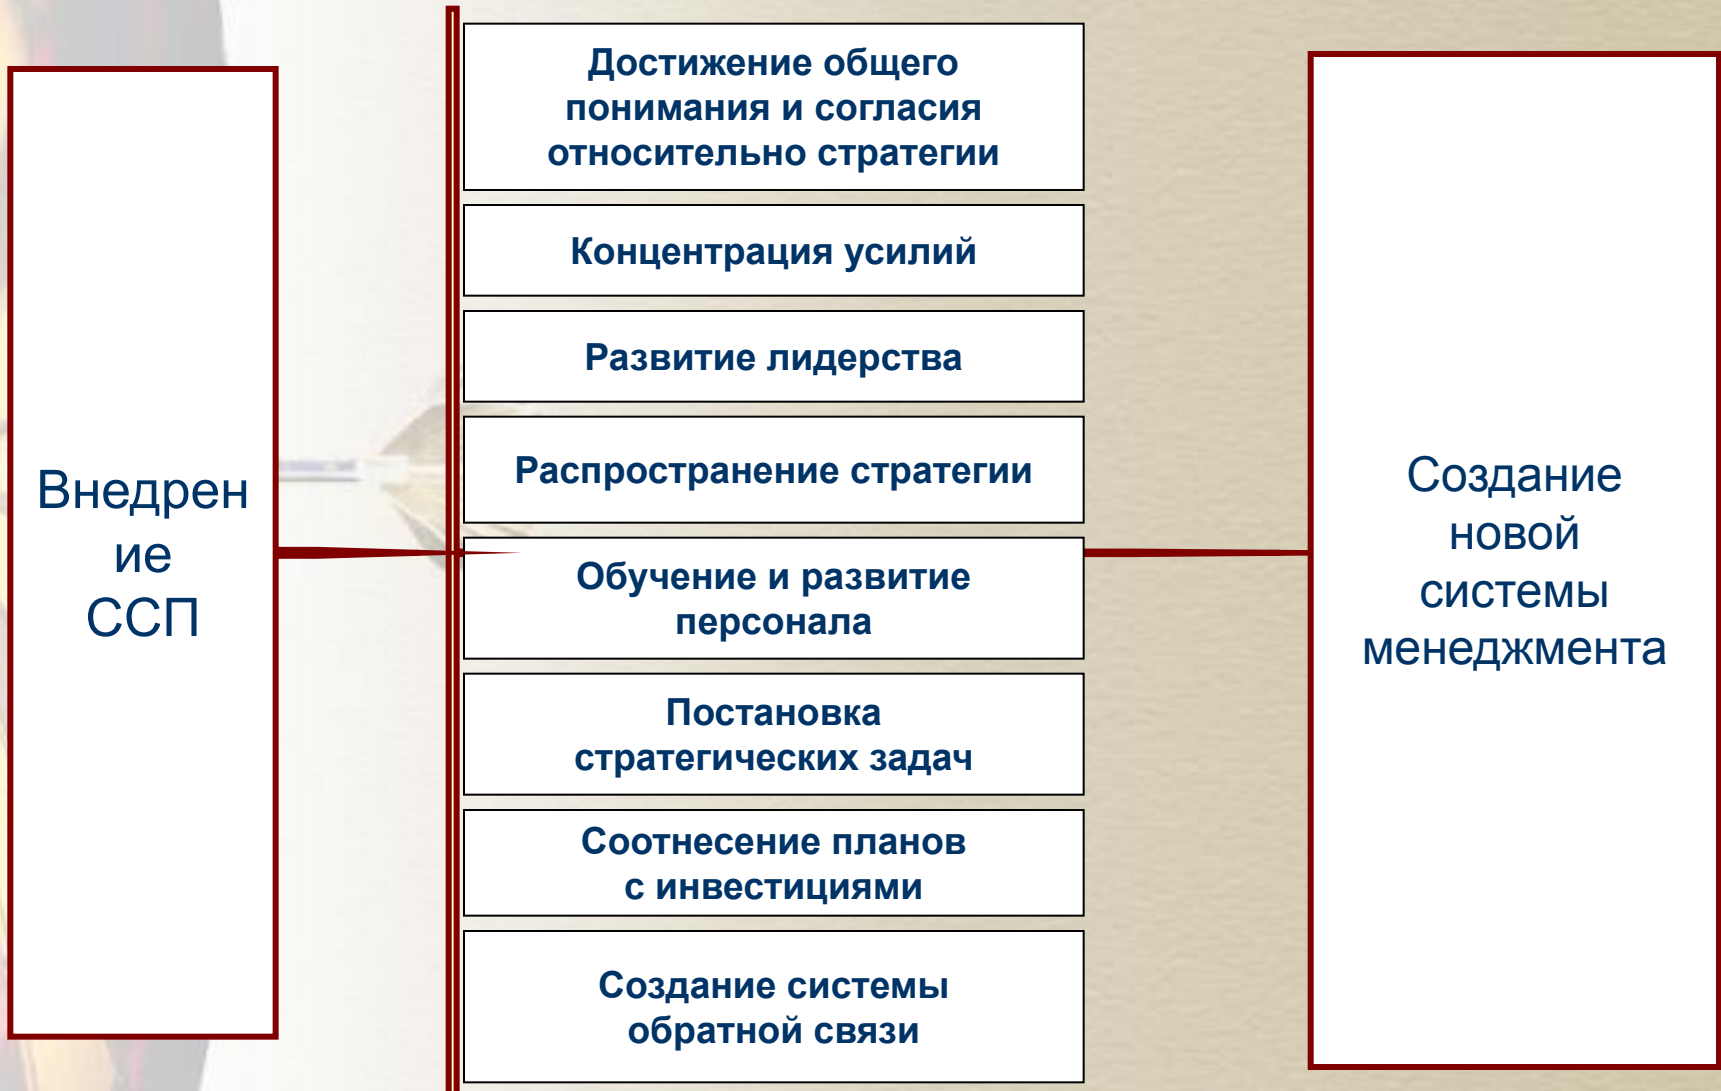 Внедрен
ие
ССП
Достижение общего
понимания и согласия
относительно стратегии
Концентрация усилий
Развитие лидерства
Распространение стратегии
Обучение и развитие
персонала
Постановка
стратегических задач
Соотнесение планов
с инвестициями
Создание системы
обратной связи
Создание
новой
системы
менеджмента